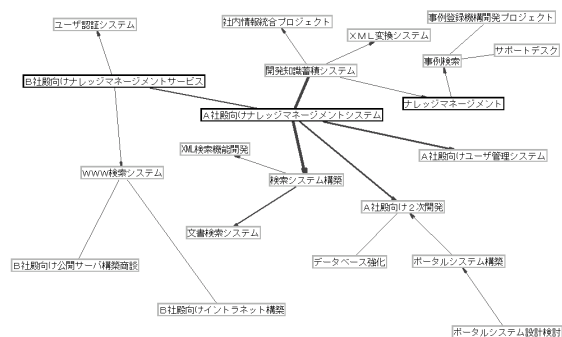 事例登録機構開発プロジェクト
ユーザ認証システム
社内情報統合プロジェクト
XML変換システム
サポートデスク
事例検索
開発知識蓄積システム
B社殿向けナレッジマネージメントサービス
ナレッジマネージメント
A社殿向けナレッジマネージメントシステム
XML検索機能開発
A社殿向けユーザ管理システム
WWW検索システム
検索システム構築
A社殿向け2次開発
文書検索システム
B社殿向け公開サーバ構築商談
データベース強化
ポータルシステム構築
B社殿向けイントラネット構築
ポータルシステム設計検討